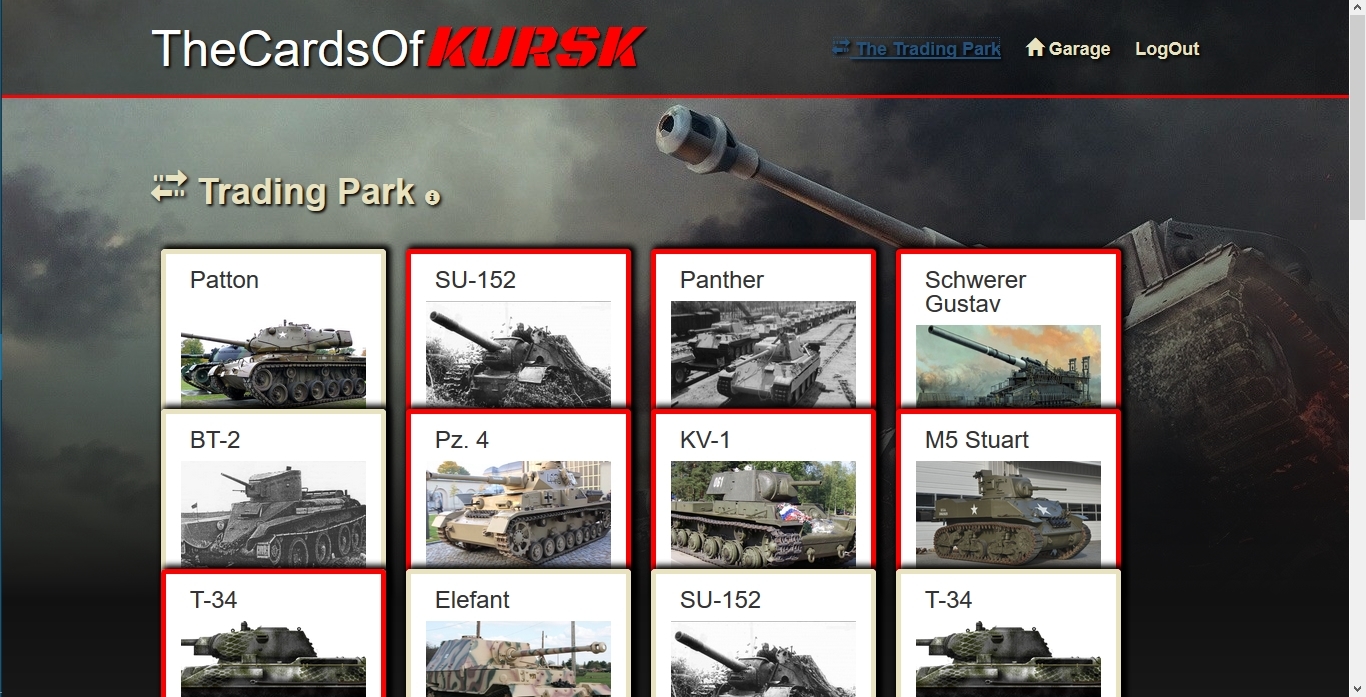 TheCardsOfKURSK
The Trading Park
Garage
LogOut
Trading Park
Patton
SU-152
Panther
Schwerer
Gustav
BT-2
Pz. 4
KV-1
061
M5 Stuart
T-34
Elefant
SU-152
T-34